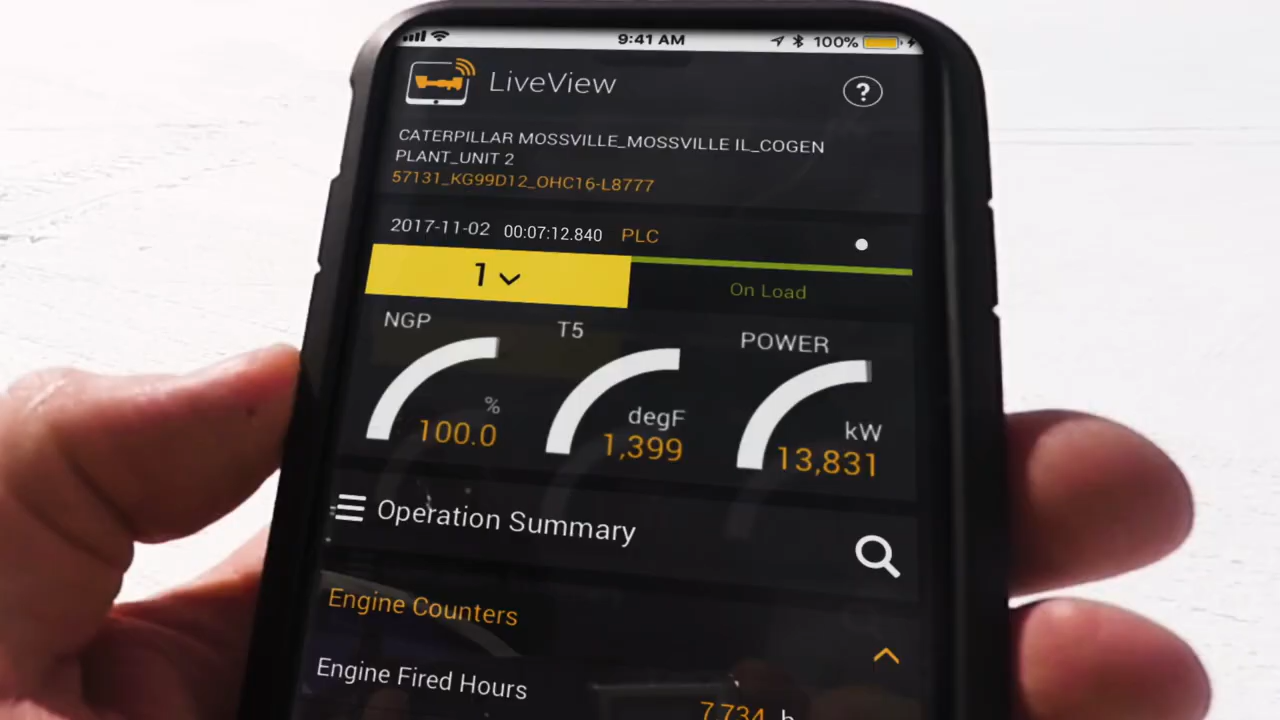 9:41 AM 100%
LiveView ?
CATERPILLAR MOSSVILLE_MOSSVILLE IL_COGEN
PLANT_UNIT 2
57131_KG99D12_OHC16-L8777
2017-11-02 00:07:12.840 PLC
1 On Load
NGP T5 POWER
% degF kW
100.0 1,399 13,831
Operation Summary
Engine Counters
Engine Fired Hours
7,734 h